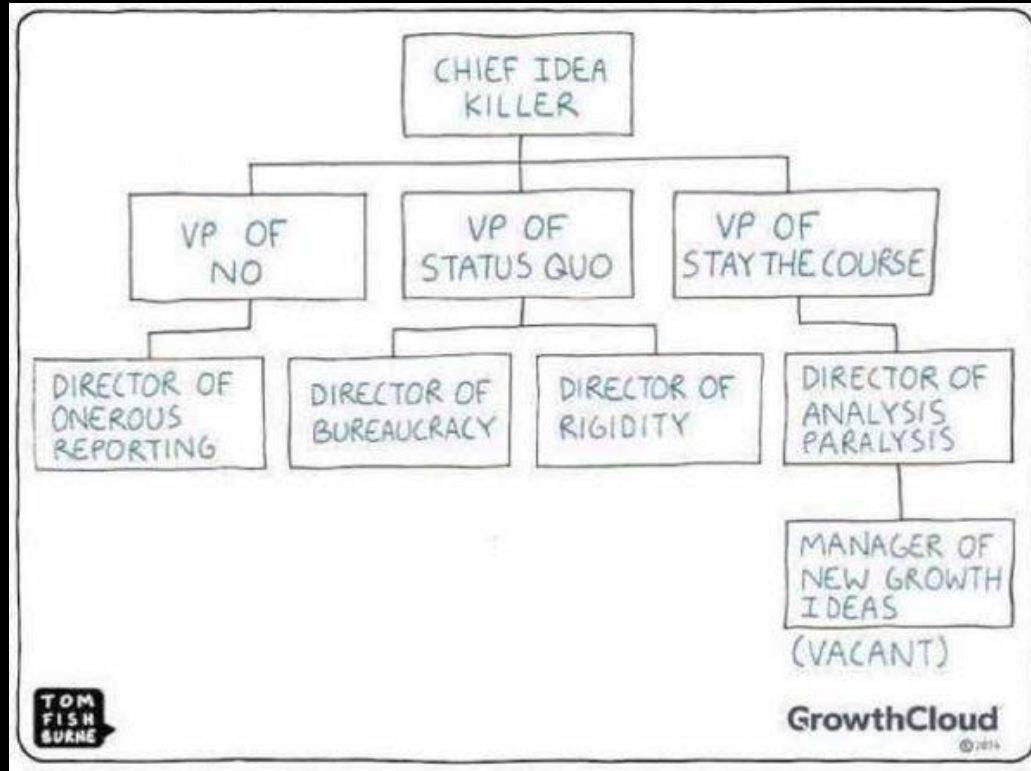 CHIEF IDEA
KILLER
VP OF
NO
VP OF
STATUS QUO
VP OF
STAY THE COURSE
DIRECTOR OF
ONEROUS
REPORTING
DIRECTOR OF
BUREAUCRACY
DIRECTOR OF
RIGIDITY
DIRECTOR OF
ANALYSIS
PARALYSIS
MANAGER OF
NEW GROWTH
IDEAS
(VACANT)
TOM
FISH
BURNE
GrowthCloud
©2014